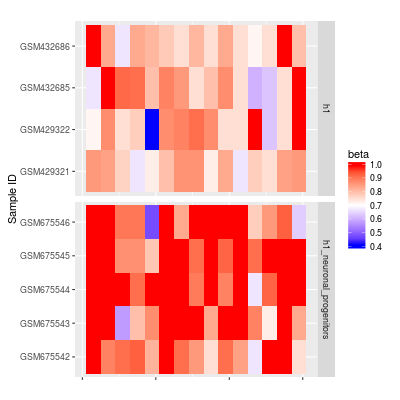 GSM432686
GSM432685
GSM429322
GSM429321
h1
GSM675546
GSM675545
GSM675544
GSM675543
GSM675542
h1_neuronal_progenitors
Sample ID
beta
1.0
0.9
0.8
0.7
0.6
0.5
0.4